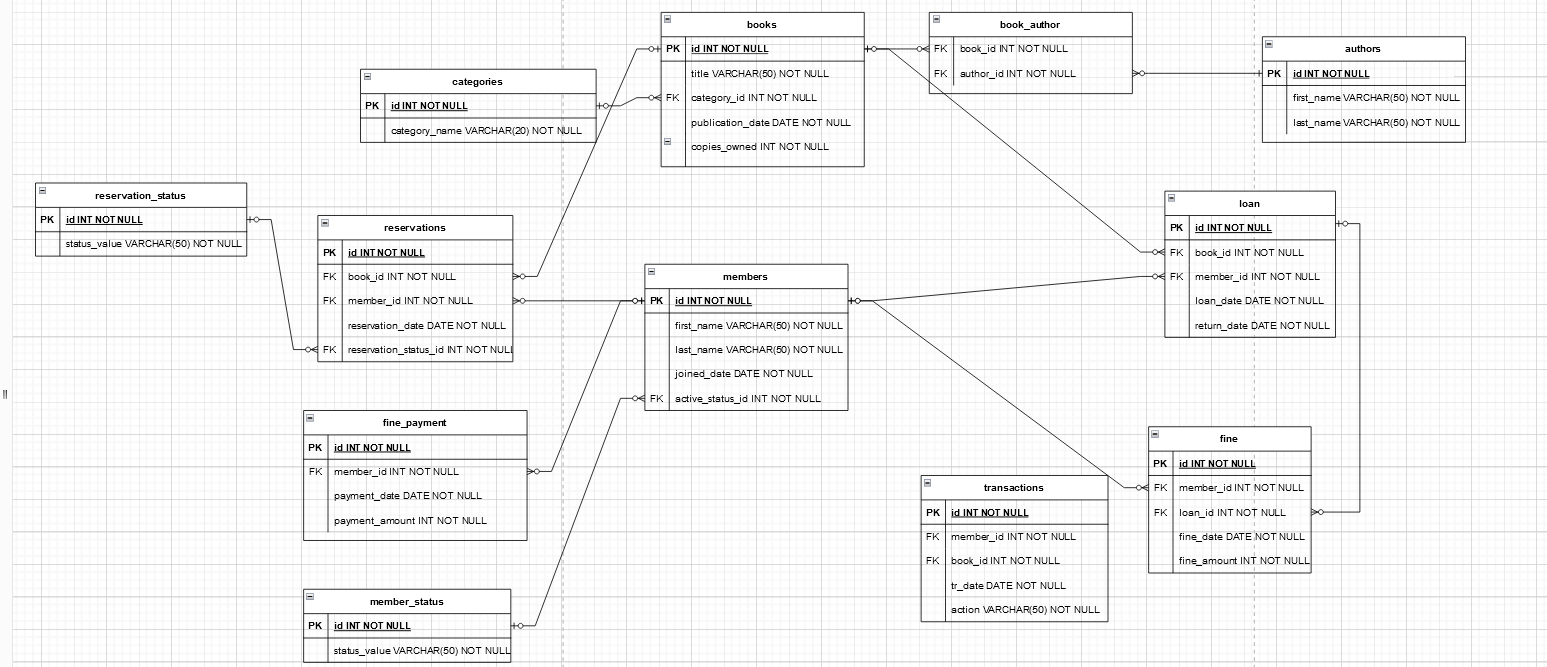 books
PK id INT NOT NULL
title VARCHAR(50) NOT NULL
FK category_id INT NOT NULL
publication_date DATE NOT NULL
copies_owned INT NOT NULL
book_author
FK book_id INT NOT NULL
FK author_id INT NOT NULL
authors
PK id INT NOT NULL
first_name VARCHAR(50) NOT NULL
last_name VARCHAR(50) NOT NULL
categories
PK id INT NOT NULL
category_name VARCHAR(20) NOT NULL
reservation_status
PK id INT NOT NULL
status_value VARCHAR(50) NOT NULL
reservations
PK id INT NOT NULL
FK book_id INT NOT NULL
FK member_id INT NOT NULL
reservation_date DATE NOT NULL
FK reservation_status_id INT NOT NULL
members
PK id INT NOT NULL
first_name VARCHAR(50) NOT NULL
last_name VARCHAR(50) NOT NULL
joined_date DATE NOT NULL
FK active_status_id INT NOT NULL
loan
PK id INT NOT NULL
FK book_id INT NOT NULL
FK member_id INT NOT NULL
loan_date DATE NOT NULL
return_date DATE NOT NULL
fine_payment
PK id INT NOT NULL
FK member_id INT NOT NULL
payment_date DATE NOT NULL
payment_amount INT NOT NULL
fine
PK id INT NOT NULL
FK member_id INT NOT NULL
FK loan_id INT NOT NULL
fine_date DATE NOT NULL
fine_amount INT NOT NULL
transactions
PK id INT NOT NULL
FK member_id INT NOT NULL
FK book_id INT NOT NULL
tr_date DATE NOT NULL
action VARCHAR(50) NOT NULL
member_status
PK id INT NOT NULL
status_value VARCHAR(50) NOT NULL